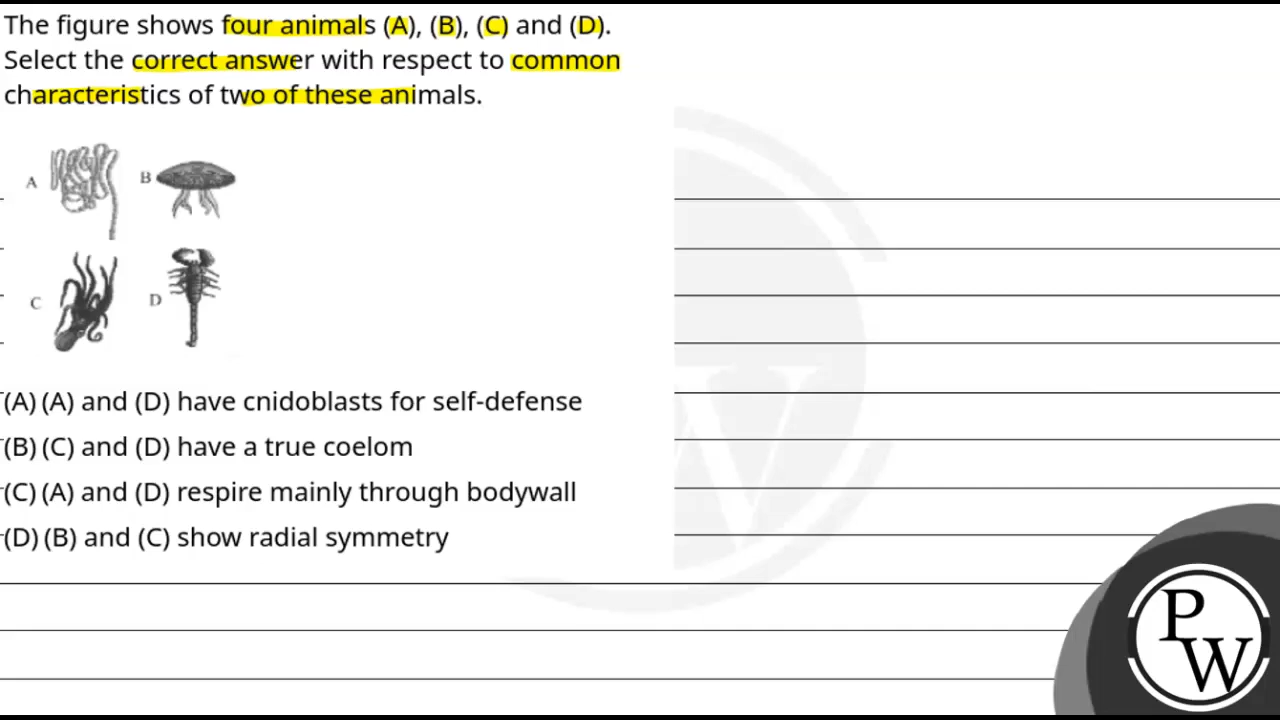 The figure shows four animals (A), (B), (C) and (D).
Select the correct answer with respect to common
characteristics of two of these animals.
A
B
C
D
(A) (A) and (D) have cnidoblasts for self-defense
(B) (C) and (D) have a true coelom
(C) (A) and (D) respire mainly through bodywall
(D) (B) and (C) show radial symmetry
P
W